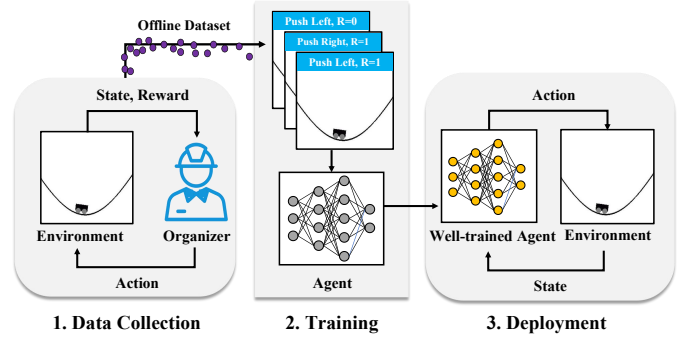 Offline Dataset
State, Reward
Environment
Organizer
Action
1. Data Collection
Push Left, R=0
Push Right, R=1
Push Left, R=1
Agent
2. Training
Action
Well-trained Agent
Environment
State
3. Deployment